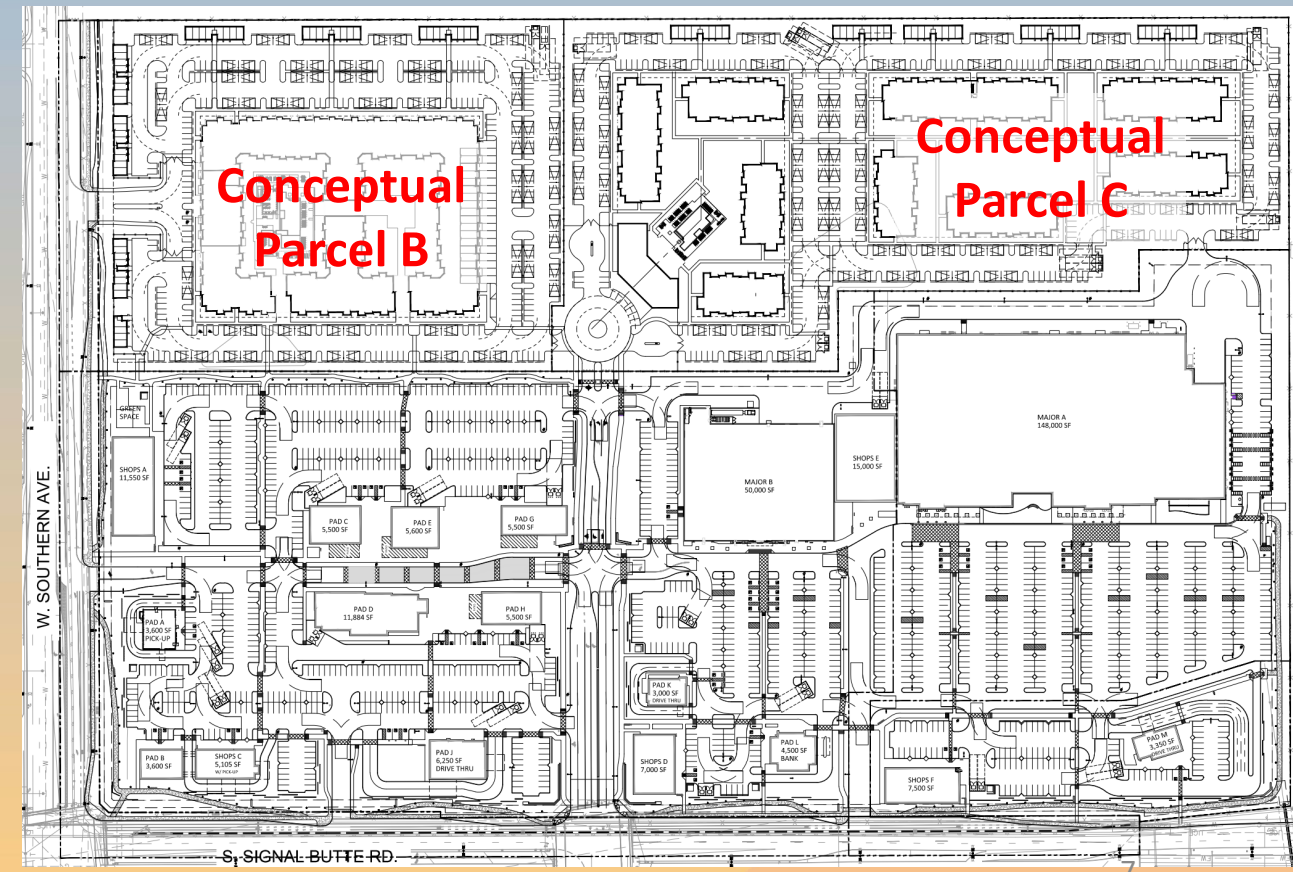 Conceptual
Parcel B
Conceptual
Parcel C
GREEN
SPACE
SHOPS A
11,550 SF
MAJOR A
148,000 SF
SHOPS E
15,000 SF
MAJOR B
50,000 SF
PAD C
5,500 SF
PAD E
5,600 SF
PAD G
5,500 SF
W. SOUTHERN AVE.
PAD D
11,884 SF
PAD H
5,500 SF
PAD A
3,600 SF
PICK-UP
PAD K
3,000 SF
DRIVE THRU
PAD B
3,600 SF
SHOPS C
5,105 SF
W/ PICK-UP
PAD J
6,250 SF
DRIVE THRU
SHOPS D
7,000 SF
PAD L
4,500 SF
BANK
PAD M
3,350 SF
DRIVE THRU
SHOPS F
7,500 SF
S. SIGNAL BUTTE RD.
7